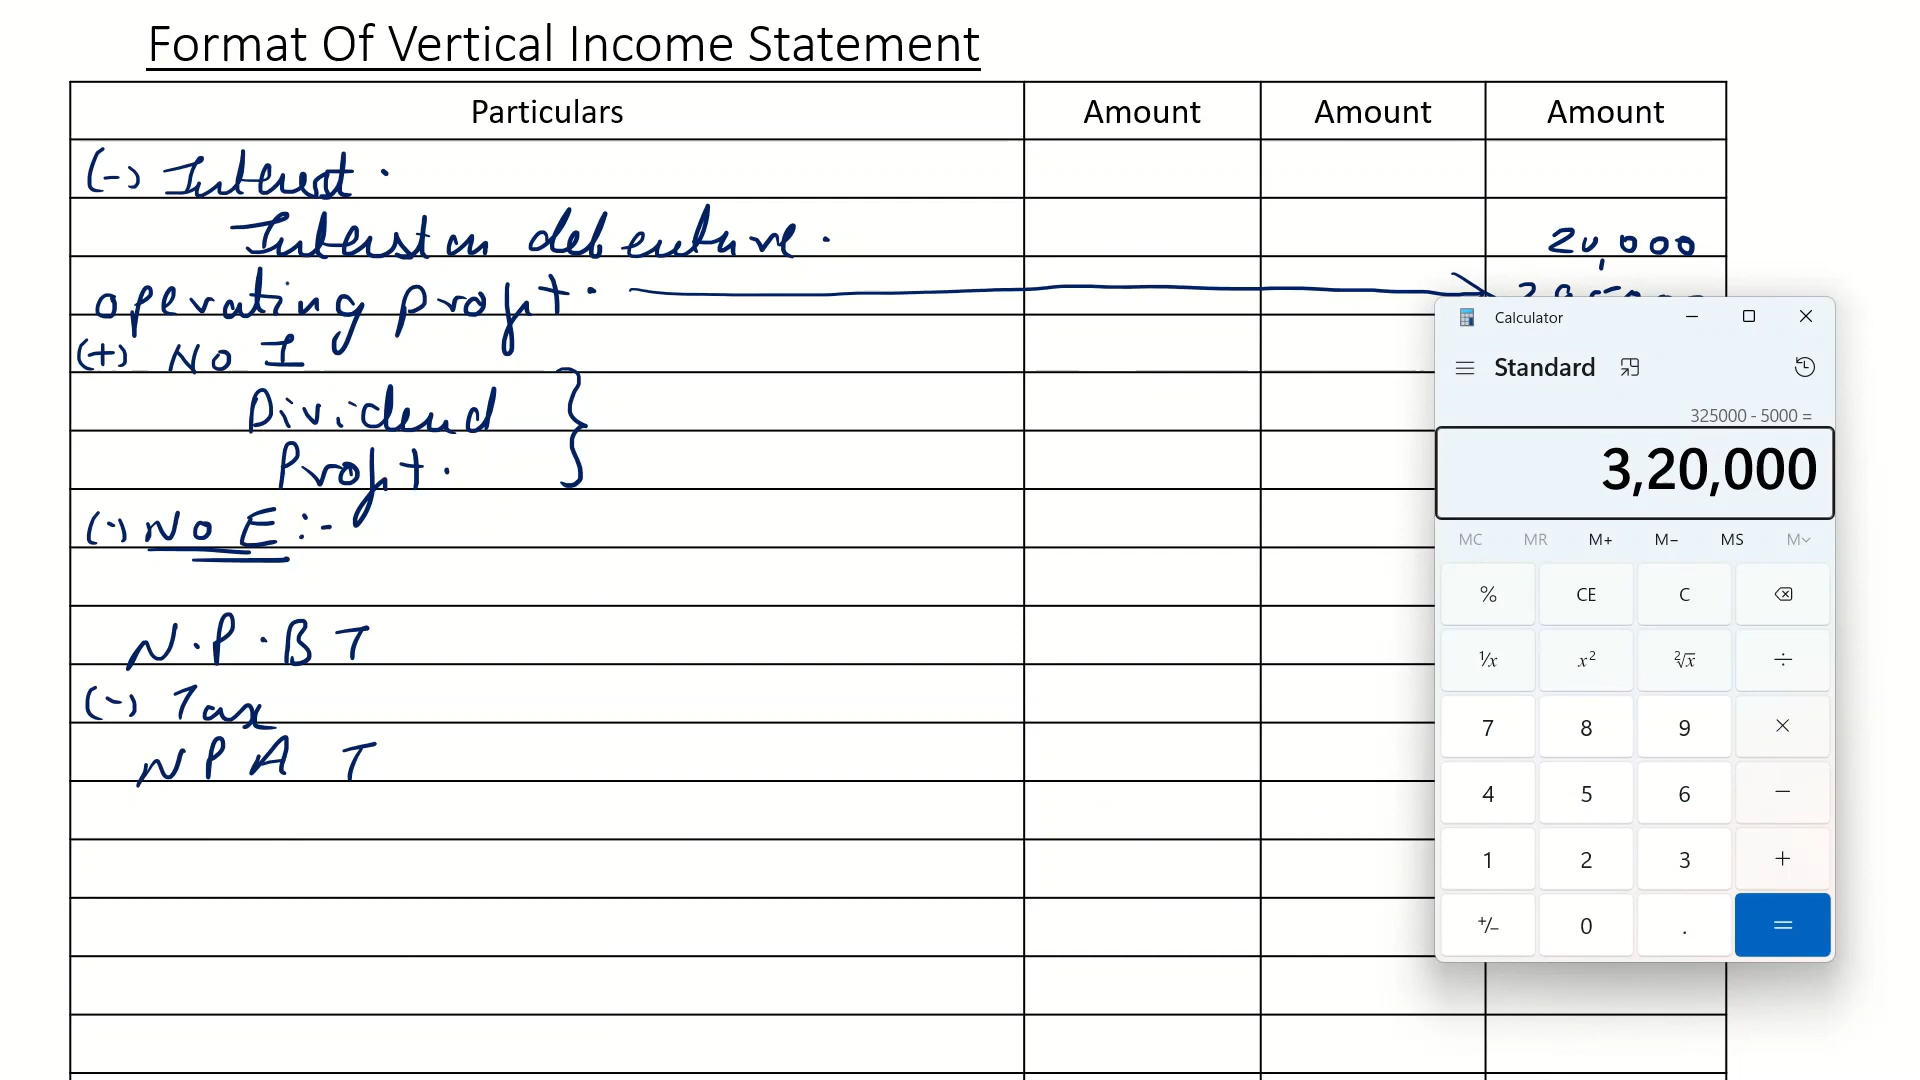 Format Of Vertical Income Statement
Particulars Amount Amount Amount
(-) Interest.
Interest on debenture. 20,000
operating profit.
(+) NOI
Dividend
Profit.
(-) NOE :-
N.P.BT
(-) Tax
NPAT
Calculator
Standard
325000 - 5000 =
3,20,000
MC MR M+ M− MS M˅
% CE C
¹/x x² ²√x ÷
7 8 9 ×
4 5 6 −
1 2 3 +
+/− 0 . =